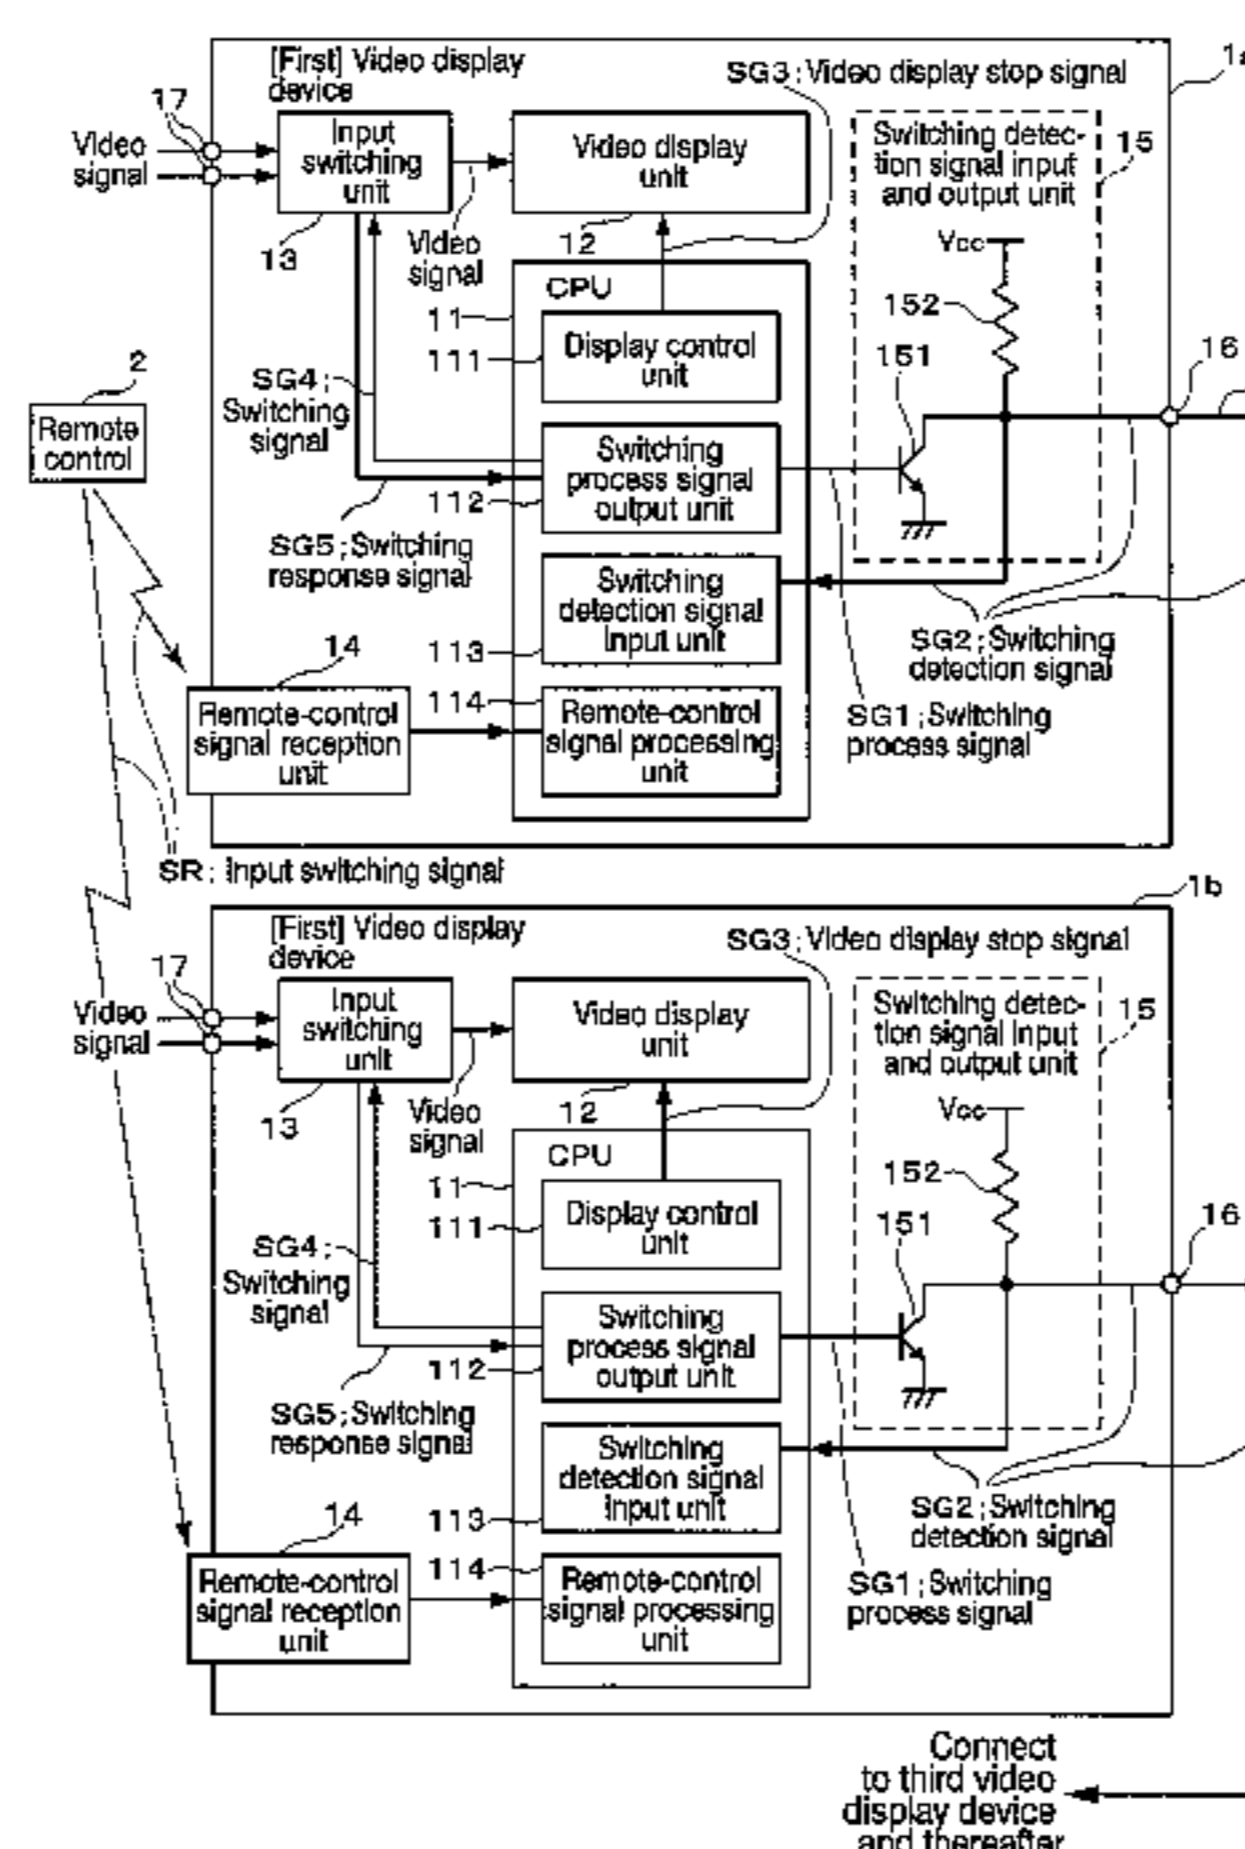 [First] Video display
device
SG3 ; Video display stop signal
17
Video
signal
Input
switching
unit
13
Video
signal
Video display
unit
12
Switching detec-
tion signal input
and output unit
15
Vcc
152
151
16
CPU
11
111
Display control
unit
2
Remote
control
SG4 ;
Switching
signal
Switching
process signal
output unit
112
SG5 ; Switching
response signal
Switching
detection signal
input unit
113
SG2 ; Switching
detection signal
14
Remote-control
signal reception
unit
114
Remote-control
signal processing
unit
SG1 ; Switching
process signal
SR ; Input switching signal
1b
[First] Video display
device
SG3 ; Video display stop signal
17
Video
signal
Input
switching
unit
13
Video
signal
Video display
unit
12
Switching detec-
tion signal input
and output unit
15
Vcc
152
151
16
CPU
11
111
Display control
unit
SG4 ;
Switching
signal
Switching
process signal
output unit
112
SG5 ; Switching
response signal
Switching
detection signal
input unit
113
SG2 ; Switching
detection signal
14
Remote-control
signal reception
unit
114
Remote-control
signal processing
unit
SG1 ; Switching
process signal
Connect
to third video
display device
and thereafter